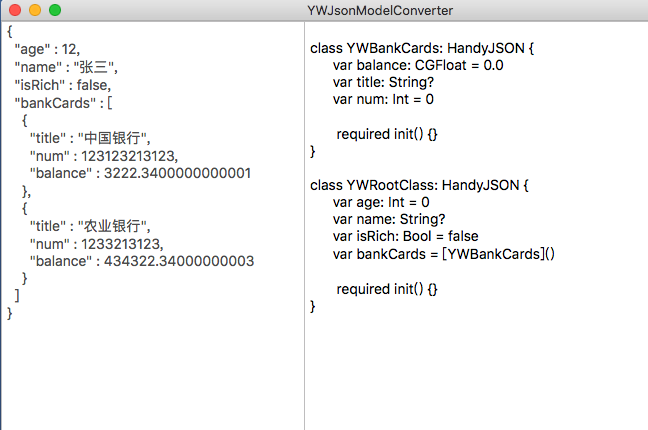 YWJsonModelConverter
{
"age" : 12,
"name" : "张三",
"isRich" : false,
"bankCards" : [
{
"title" : "中国银行",
"num" : 123123213123,
"balance" : 3222.3400000000001
},
{
"title" : "农业银行",
"num" : 1233213123,
"balance" : 434322.34000000003
}
]
}
class YWBankCards: HandyJSON {
var balance: CGFloat = 0.0
var title: String?
var num: Int = 0
required init() {}
}
class YWRootClass: HandyJSON {
var age: Int = 0
var name: String?
var isRich: Bool = false
var bankCards = [YWBankCards]()
required init() {}
}